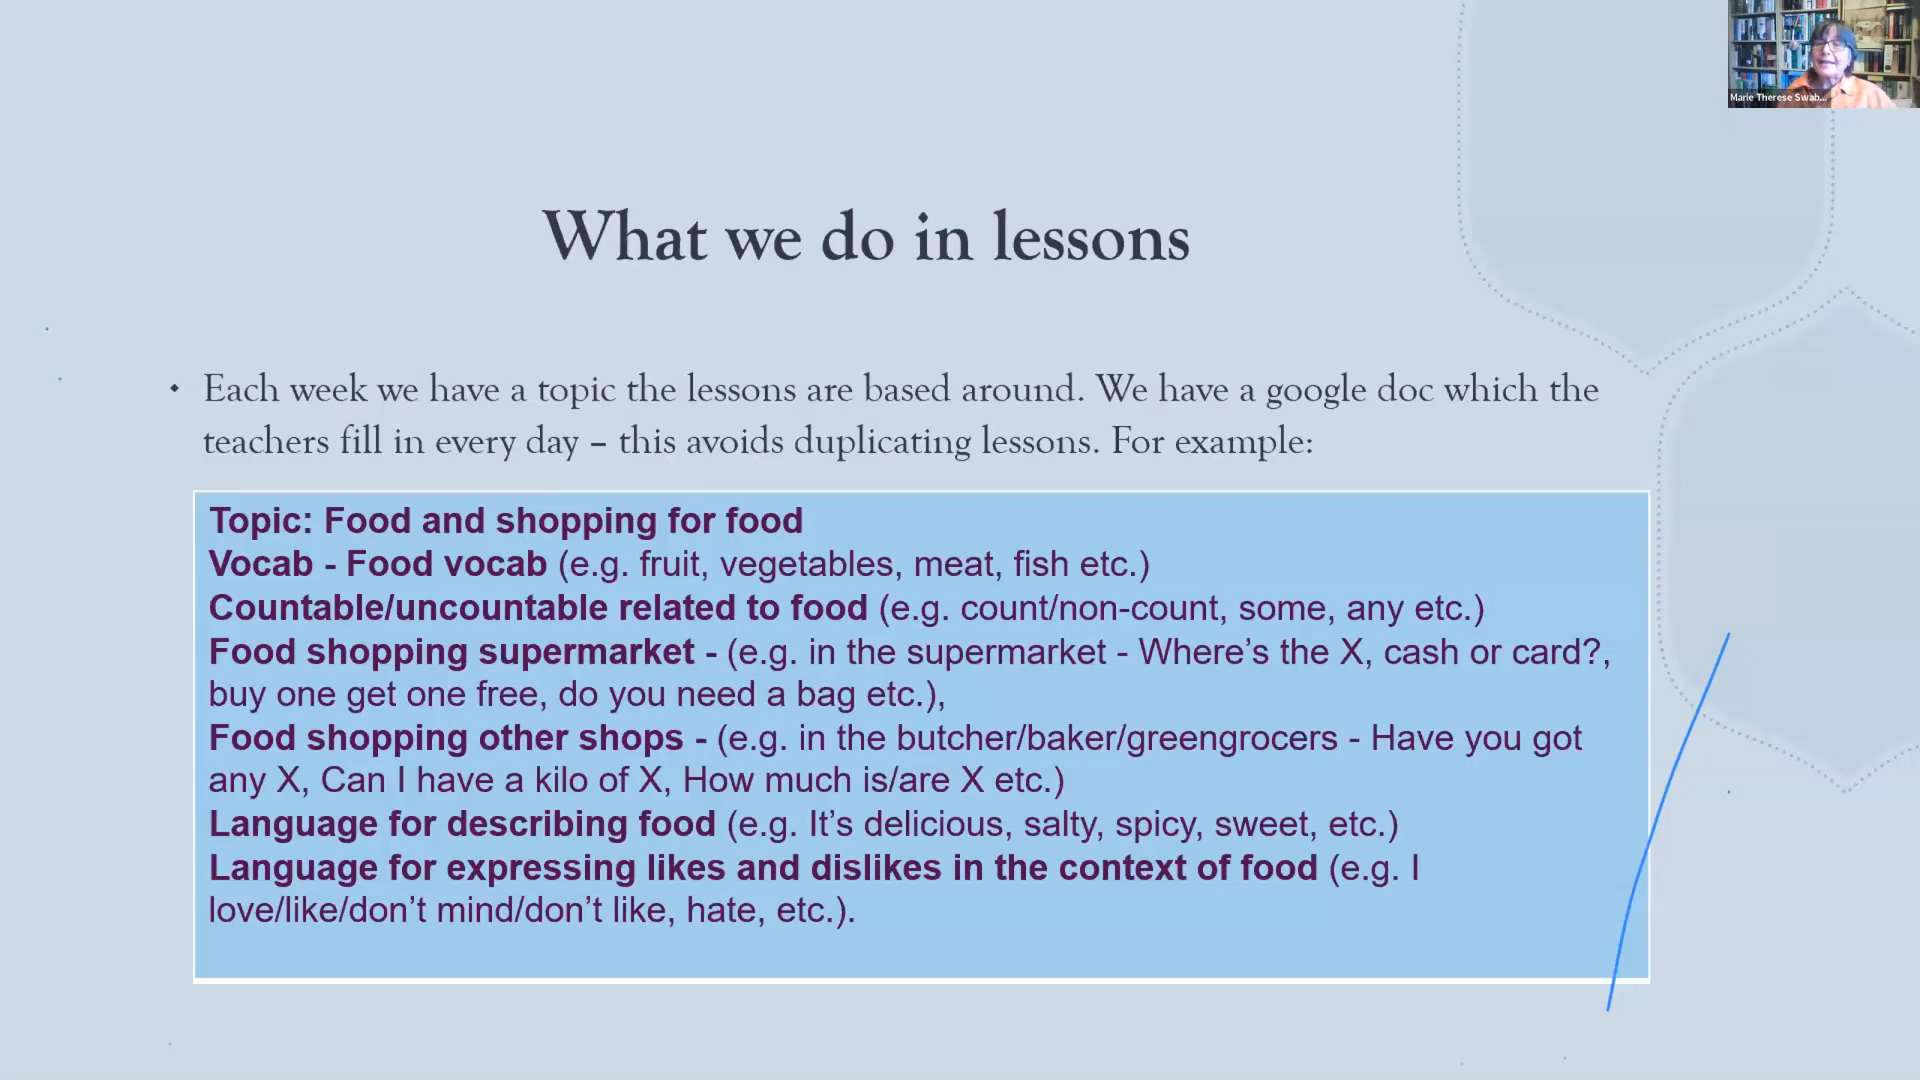 Marie Therese Swab...
What we do in lessons
• Each week we have a topic the lessons are based around. We have a google doc which the
teachers fill in every day – this avoids duplicating lessons. For example:
Topic: Food and shopping for food
Vocab - Food vocab (e.g. fruit, vegetables, meat, fish etc.)
Countable/uncountable related to food (e.g. count/non-count, some, any etc.)
Food shopping supermarket - (e.g. in the supermarket - Where’s the X, cash or card?,
buy one get one free, do you need a bag etc.),
Food shopping other shops - (e.g. in the butcher/baker/greengrocers - Have you got
any X, Can I have a kilo of X, How much is/are X etc.)
Language for describing food (e.g. It’s delicious, salty, spicy, sweet, etc.)
Language for expressing likes and dislikes in the context of food (e.g. I
love/like/don’t mind/don’t like, hate, etc.).